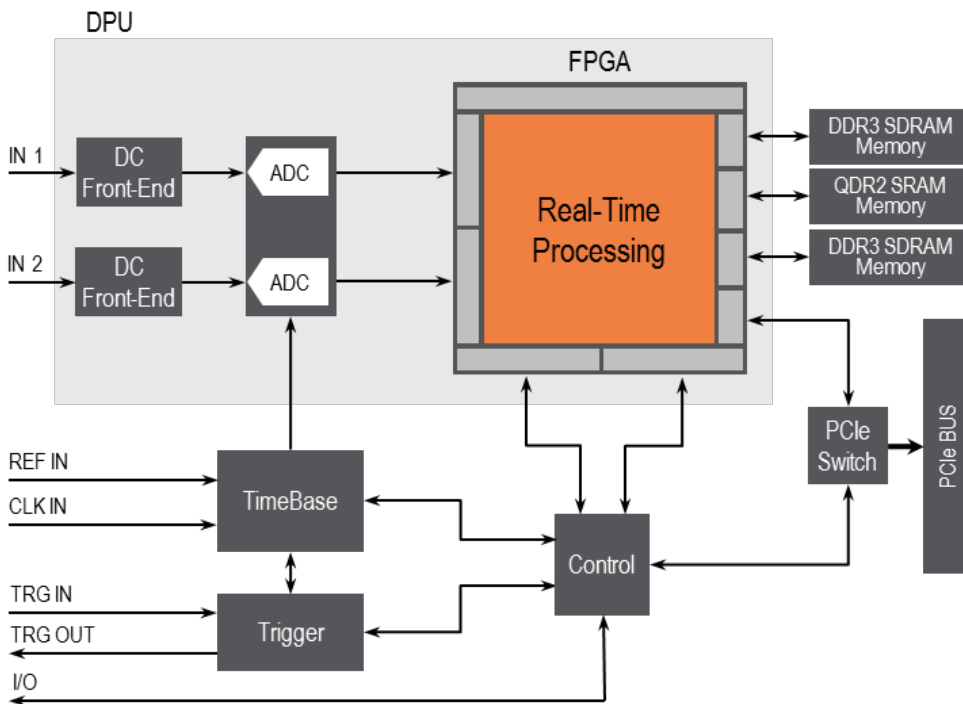 DPU
FPGA
IN 1
DC
Front-End
ADC
Real-Time
Processing
DDR3 SDRAM
Memory
QDR2 SRAM
Memory
IN 2
DC
Front-End
ADC
DDR3 SDRAM
Memory
REF IN
CLK IN
TimeBase
PCIe
Switch
PCIe BUS
Control
TRG IN
TRG OUT
Trigger
I/O